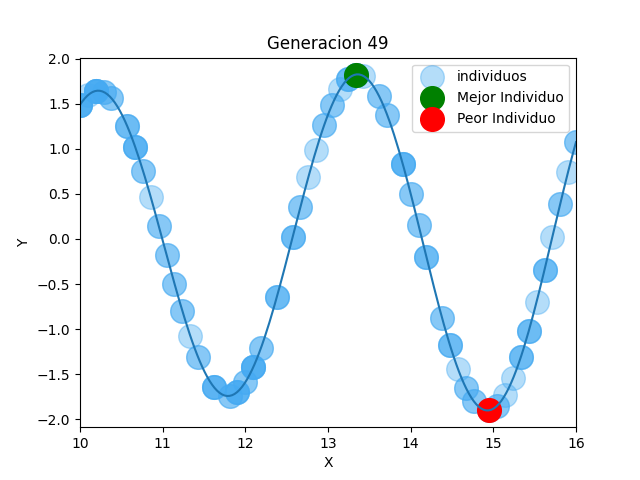 Generacion 49
individuos
Mejor Individuo
Peor Individuo
2.0
1.5
1.0
0.5
0.0
−0.5
−1.0
−1.5
−2.0
Y
10 11 12 13 14 15 16
X